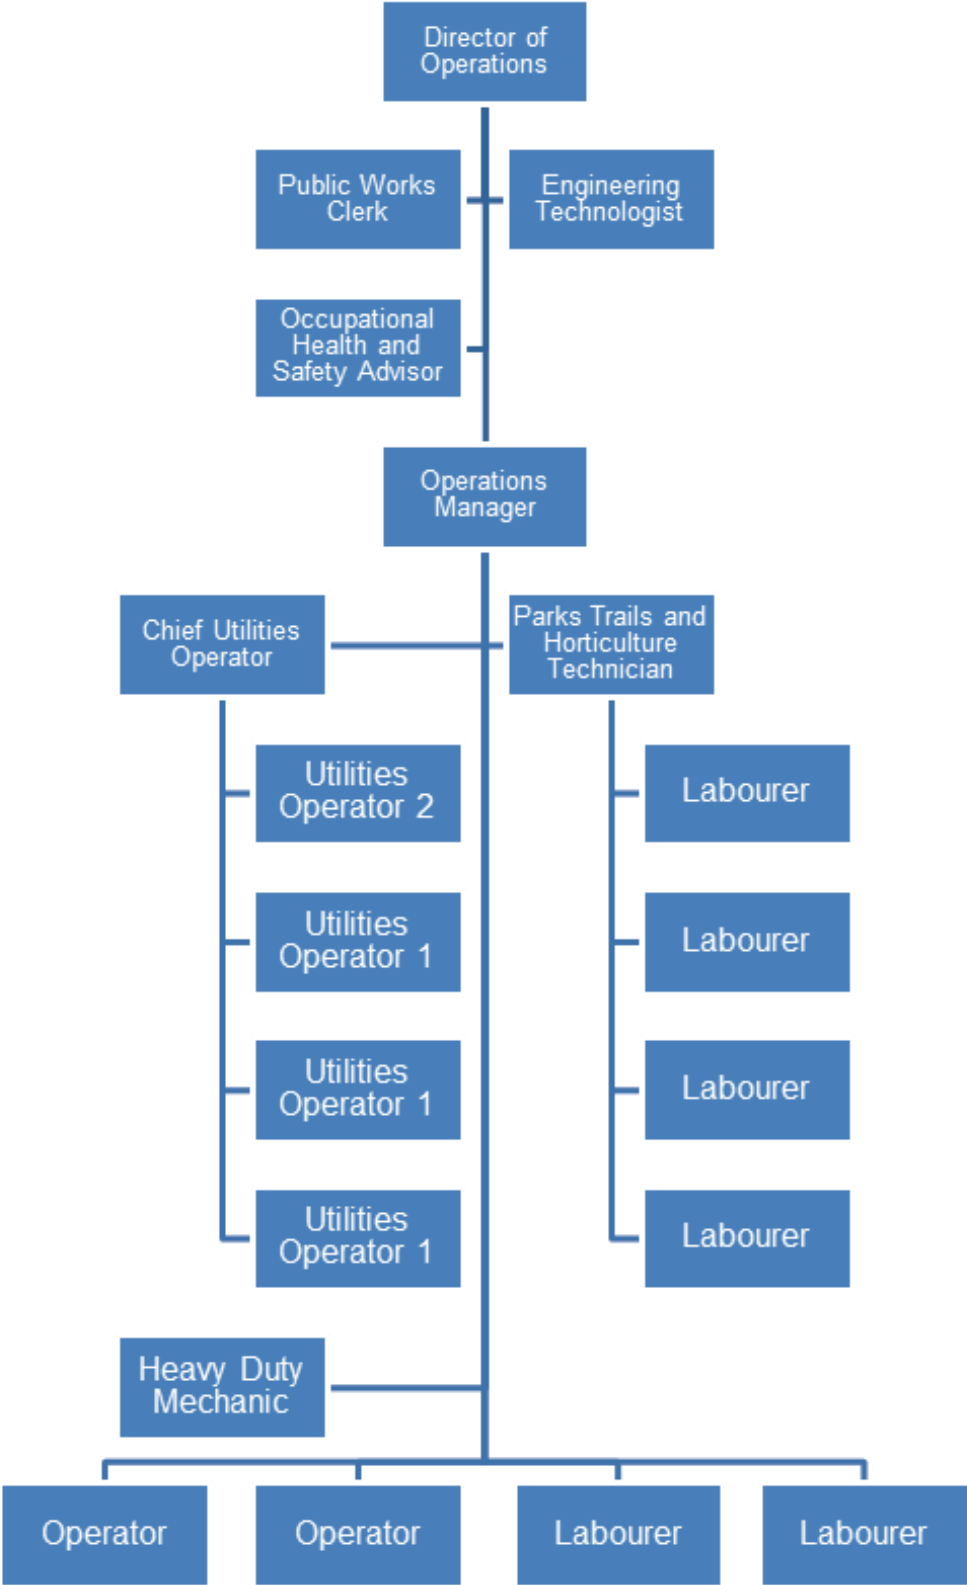 Director of
Operations
Public Works
Clerk
Engineering
Technologist
Occupational
Health and
Safety Advisor
Operations
Manager
Chief Utilities
Operator
Parks Trails and
Horticulture
Technician
Utilities
Operator 2
Labourer
Utilities
Operator 1
Labourer
Utilities
Operator 1
Labourer
Utilities
Operator 1
Labourer
Heavy Duty
Mechanic
Operator
Operator
Labourer
Labourer